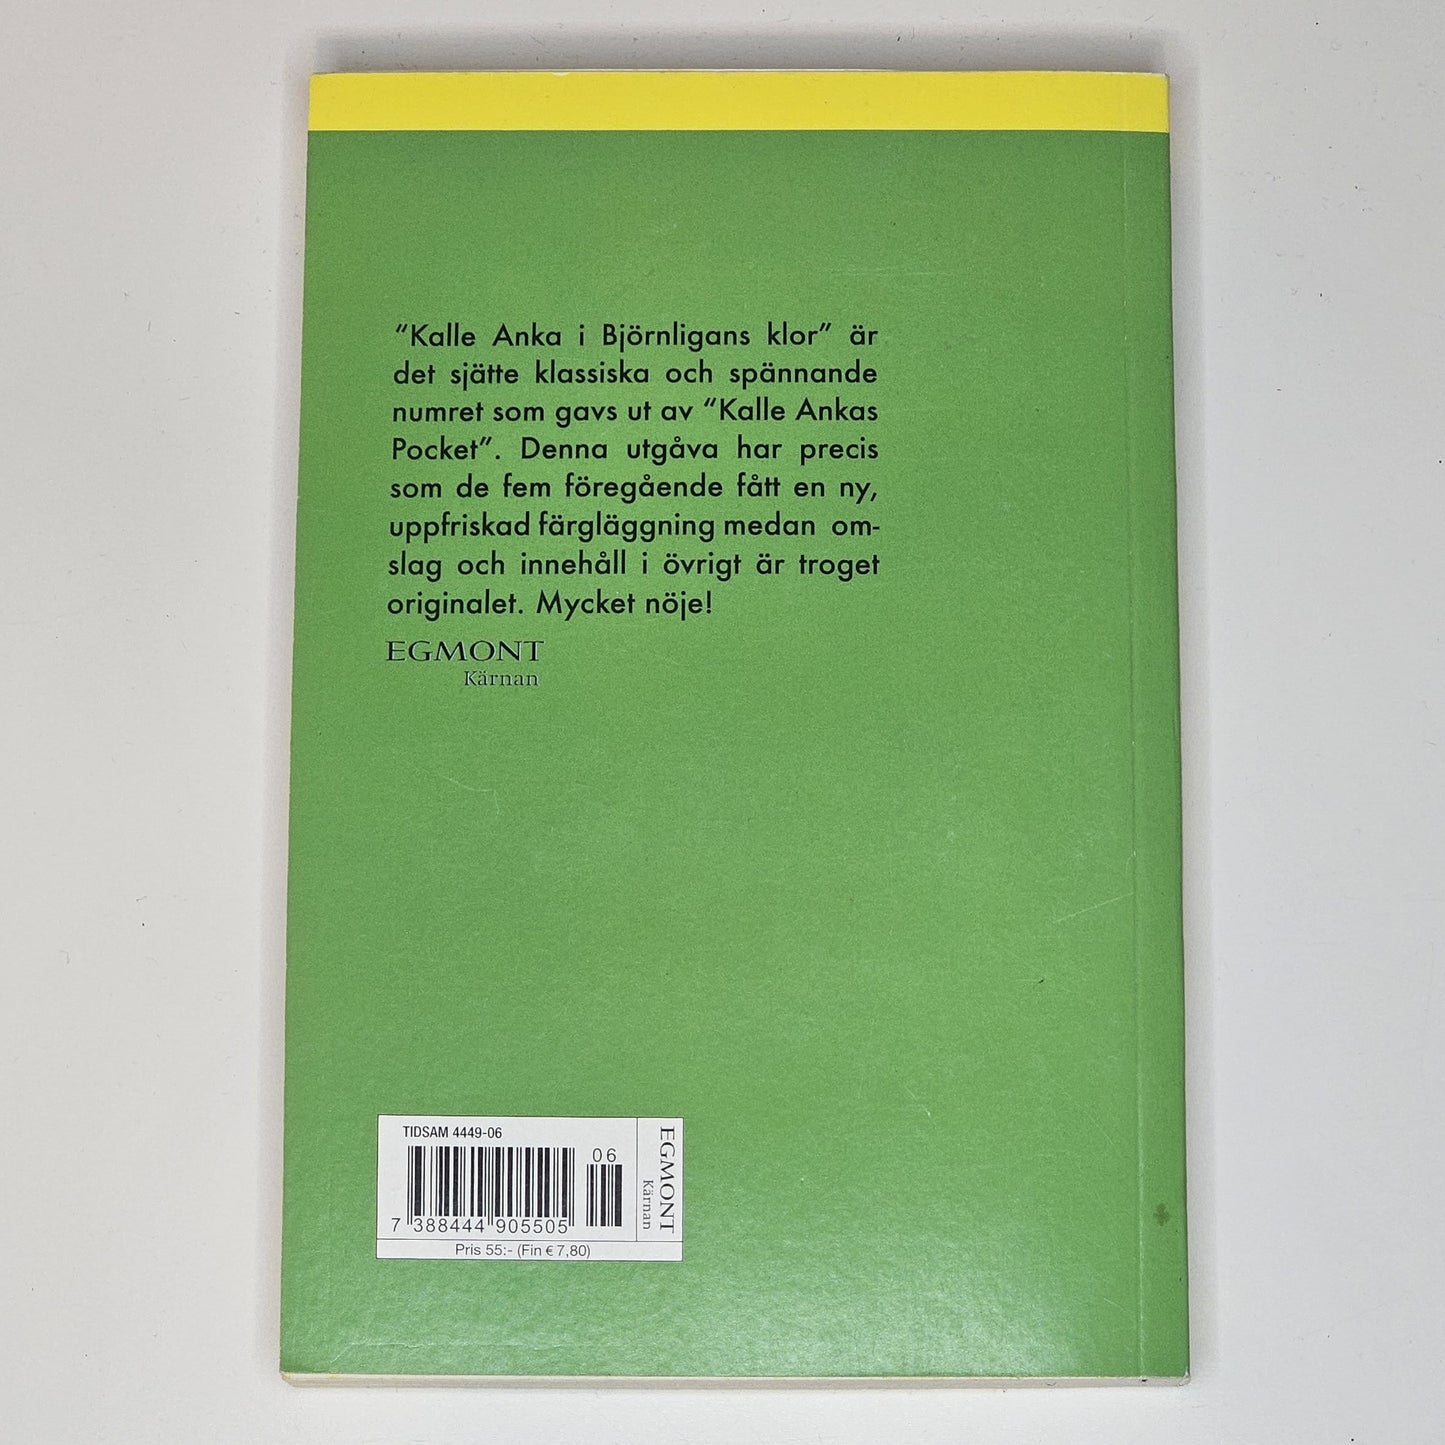 “Kalle Anka i Björnligans klor” är
det sjätte klassiska och spännande
numret som gavs ut av “Kalle Ankas
Pocket”. Denna utgåva har precis
som de fem föregående fått en ny,
uppfriskad färgläggning medan om-
slag och innehåll i övrigt är troget
originalet. Mycket nöje!
EGMONT
Kärnan
TIDSAM 4449-06
06
7 388444 905505
Pris 55:- (Fin € 7,80)
EGMONT
Kärnan